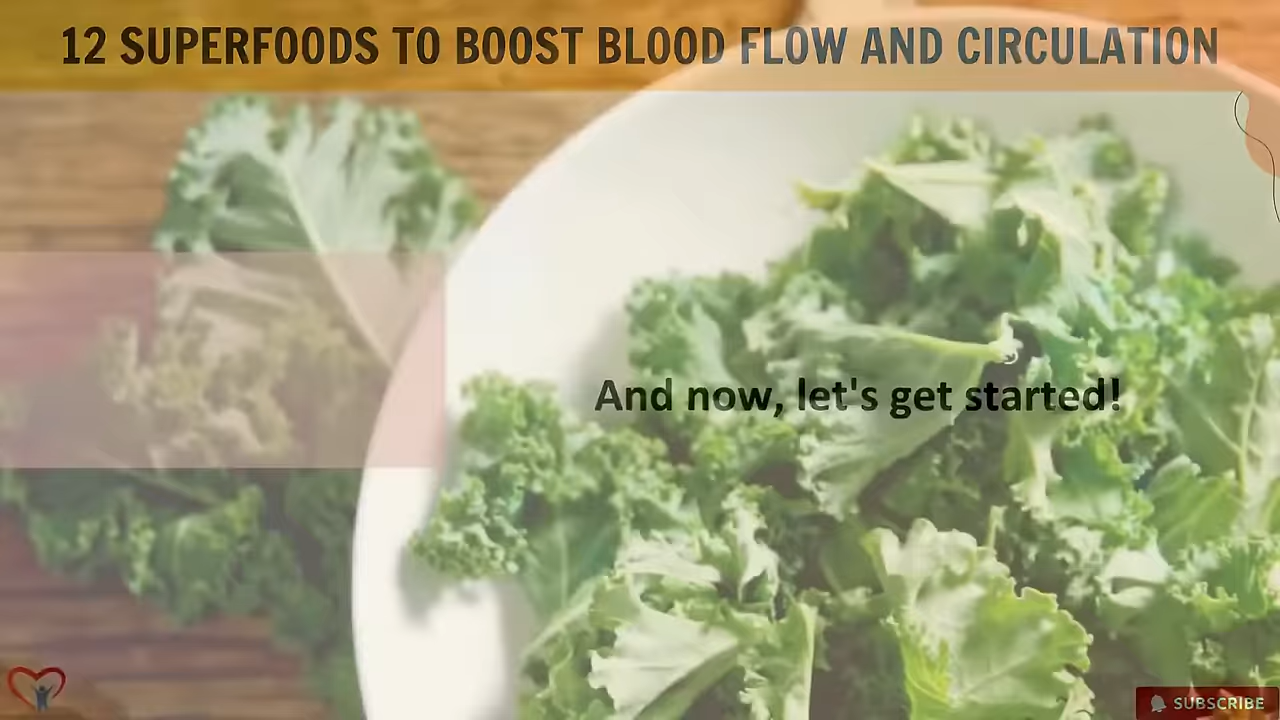 12 SUPERFOODS TO BOOST BLOOD FLOW AND CIRCULATION
And now, let's get started!
SUBSCRIBE